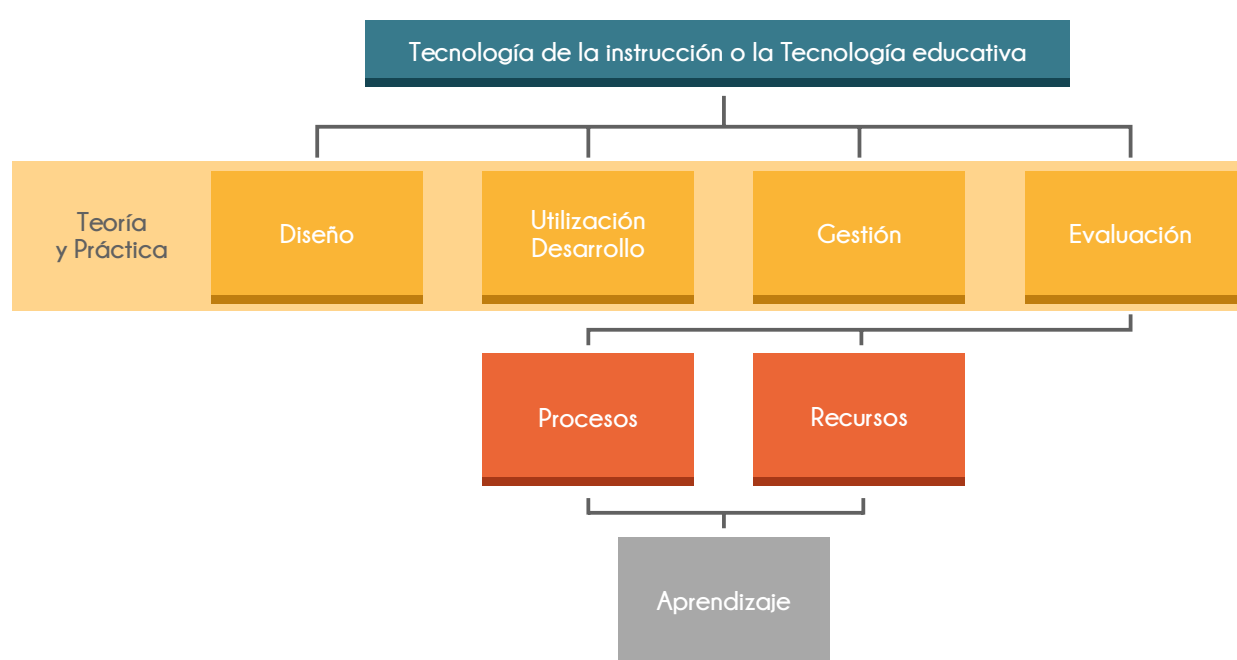 Tecnología de la instrucción o la Tecnología educativa
Teoría
y Práctica
Diseño
Utilización
Desarrollo
Gestión
Evaluación
Procesos
Recursos
Aprendizaje